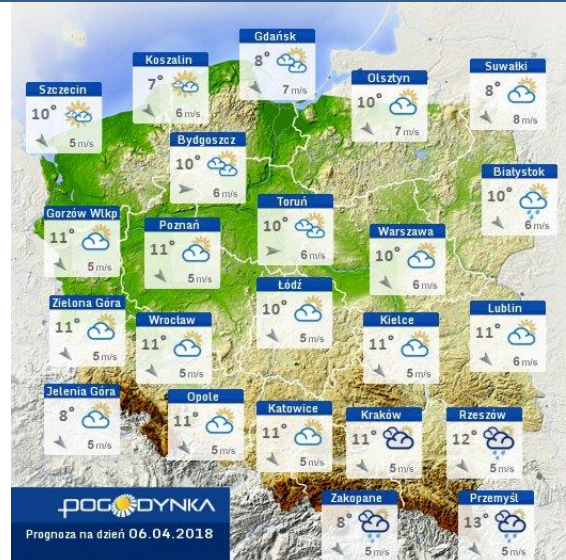 Gdańsk
8°
7 m/s
Koszalin
7°
6 m/s
Suwałki
8°
8 m/s
Olsztyn
10°
7 m/s
Szczecin
10°
5 m/s
Bydgoszcz
10°
6 m/s
Białystok
10°
6 m/s
Toruń
10°
6 m/s
Gorzów Wlkp
11°
5 m/s
Poznań
11°
5 m/s
Warszawa
10°
6 m/s
Łódź
10°
5 m/s
Zielona Góra
11°
5 m/s
Wrocław
11°
5 m/s
Kielce
11°
5 m/s
Lublin
11°
6 m/s
Jelenia Góra
8°
5 m/s
Opole
11°
5 m/s
Katowice
11°
5 m/s
Kraków
11°
5 m/s
Rzeszów
12°
5 m/s
Zakopane
8°
5 m/s
Przemyśl
13°
5 m/s
POGODYNKA
Prognoza na dzień 06.04.2018